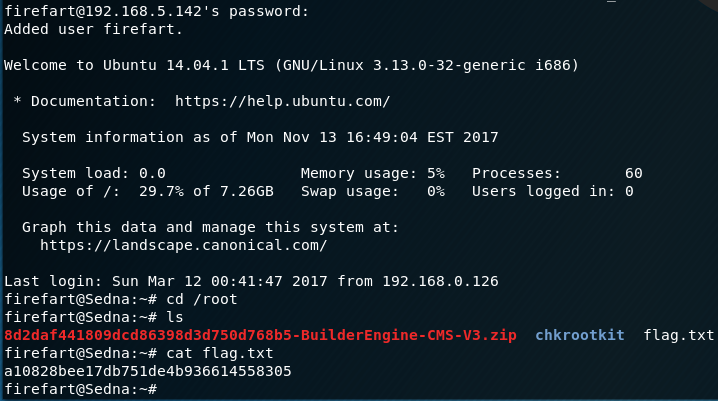 firefart@192.168.5.142's password:
Added user firefart.
Welcome to Ubuntu 14.04.1 LTS (GNU/Linux 3.13.0-32-generic i686)
* Documentation:  https://help.ubuntu.com/
System information as of Mon Nov 13 16:49:04 EST 2017
System load: 0.0               Memory usage: 5%   Processes:       60
Usage of /:  29.7% of 7.26GB   Swap usage:   0%   Users logged in: 0
Graph this data and manage this system at:
https://landscape.canonical.com/
Last login: Sun Mar 12 00:41:47 2017 from 192.168.0.126
firefart@Sedna:~# cd /root
firefart@Sedna:~# ls
8d2daf441809dcd86398d3d750d768b5-BuilderEngine-CMS-V3.zip  chkrootkit  flag.txt
firefart@Sedna:~# cat flag.txt
a10828bee17db751de4b936614558305
firefart@Sedna:~#